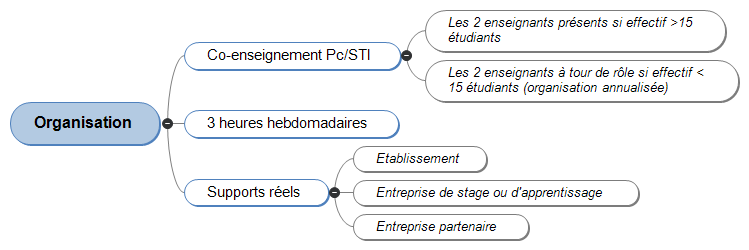 Organisation
Co-enseignement Pc/STI
Les 2 enseignants présents si effectif >15
étudiants
Les 2 enseignants à tour de rôle si effectif <
15 étudiants (organisation annualisée)
3 heures hebdomadaires
Supports réels
Etablissement
Entreprise de stage ou d'apprentissage
Entreprise partenaire